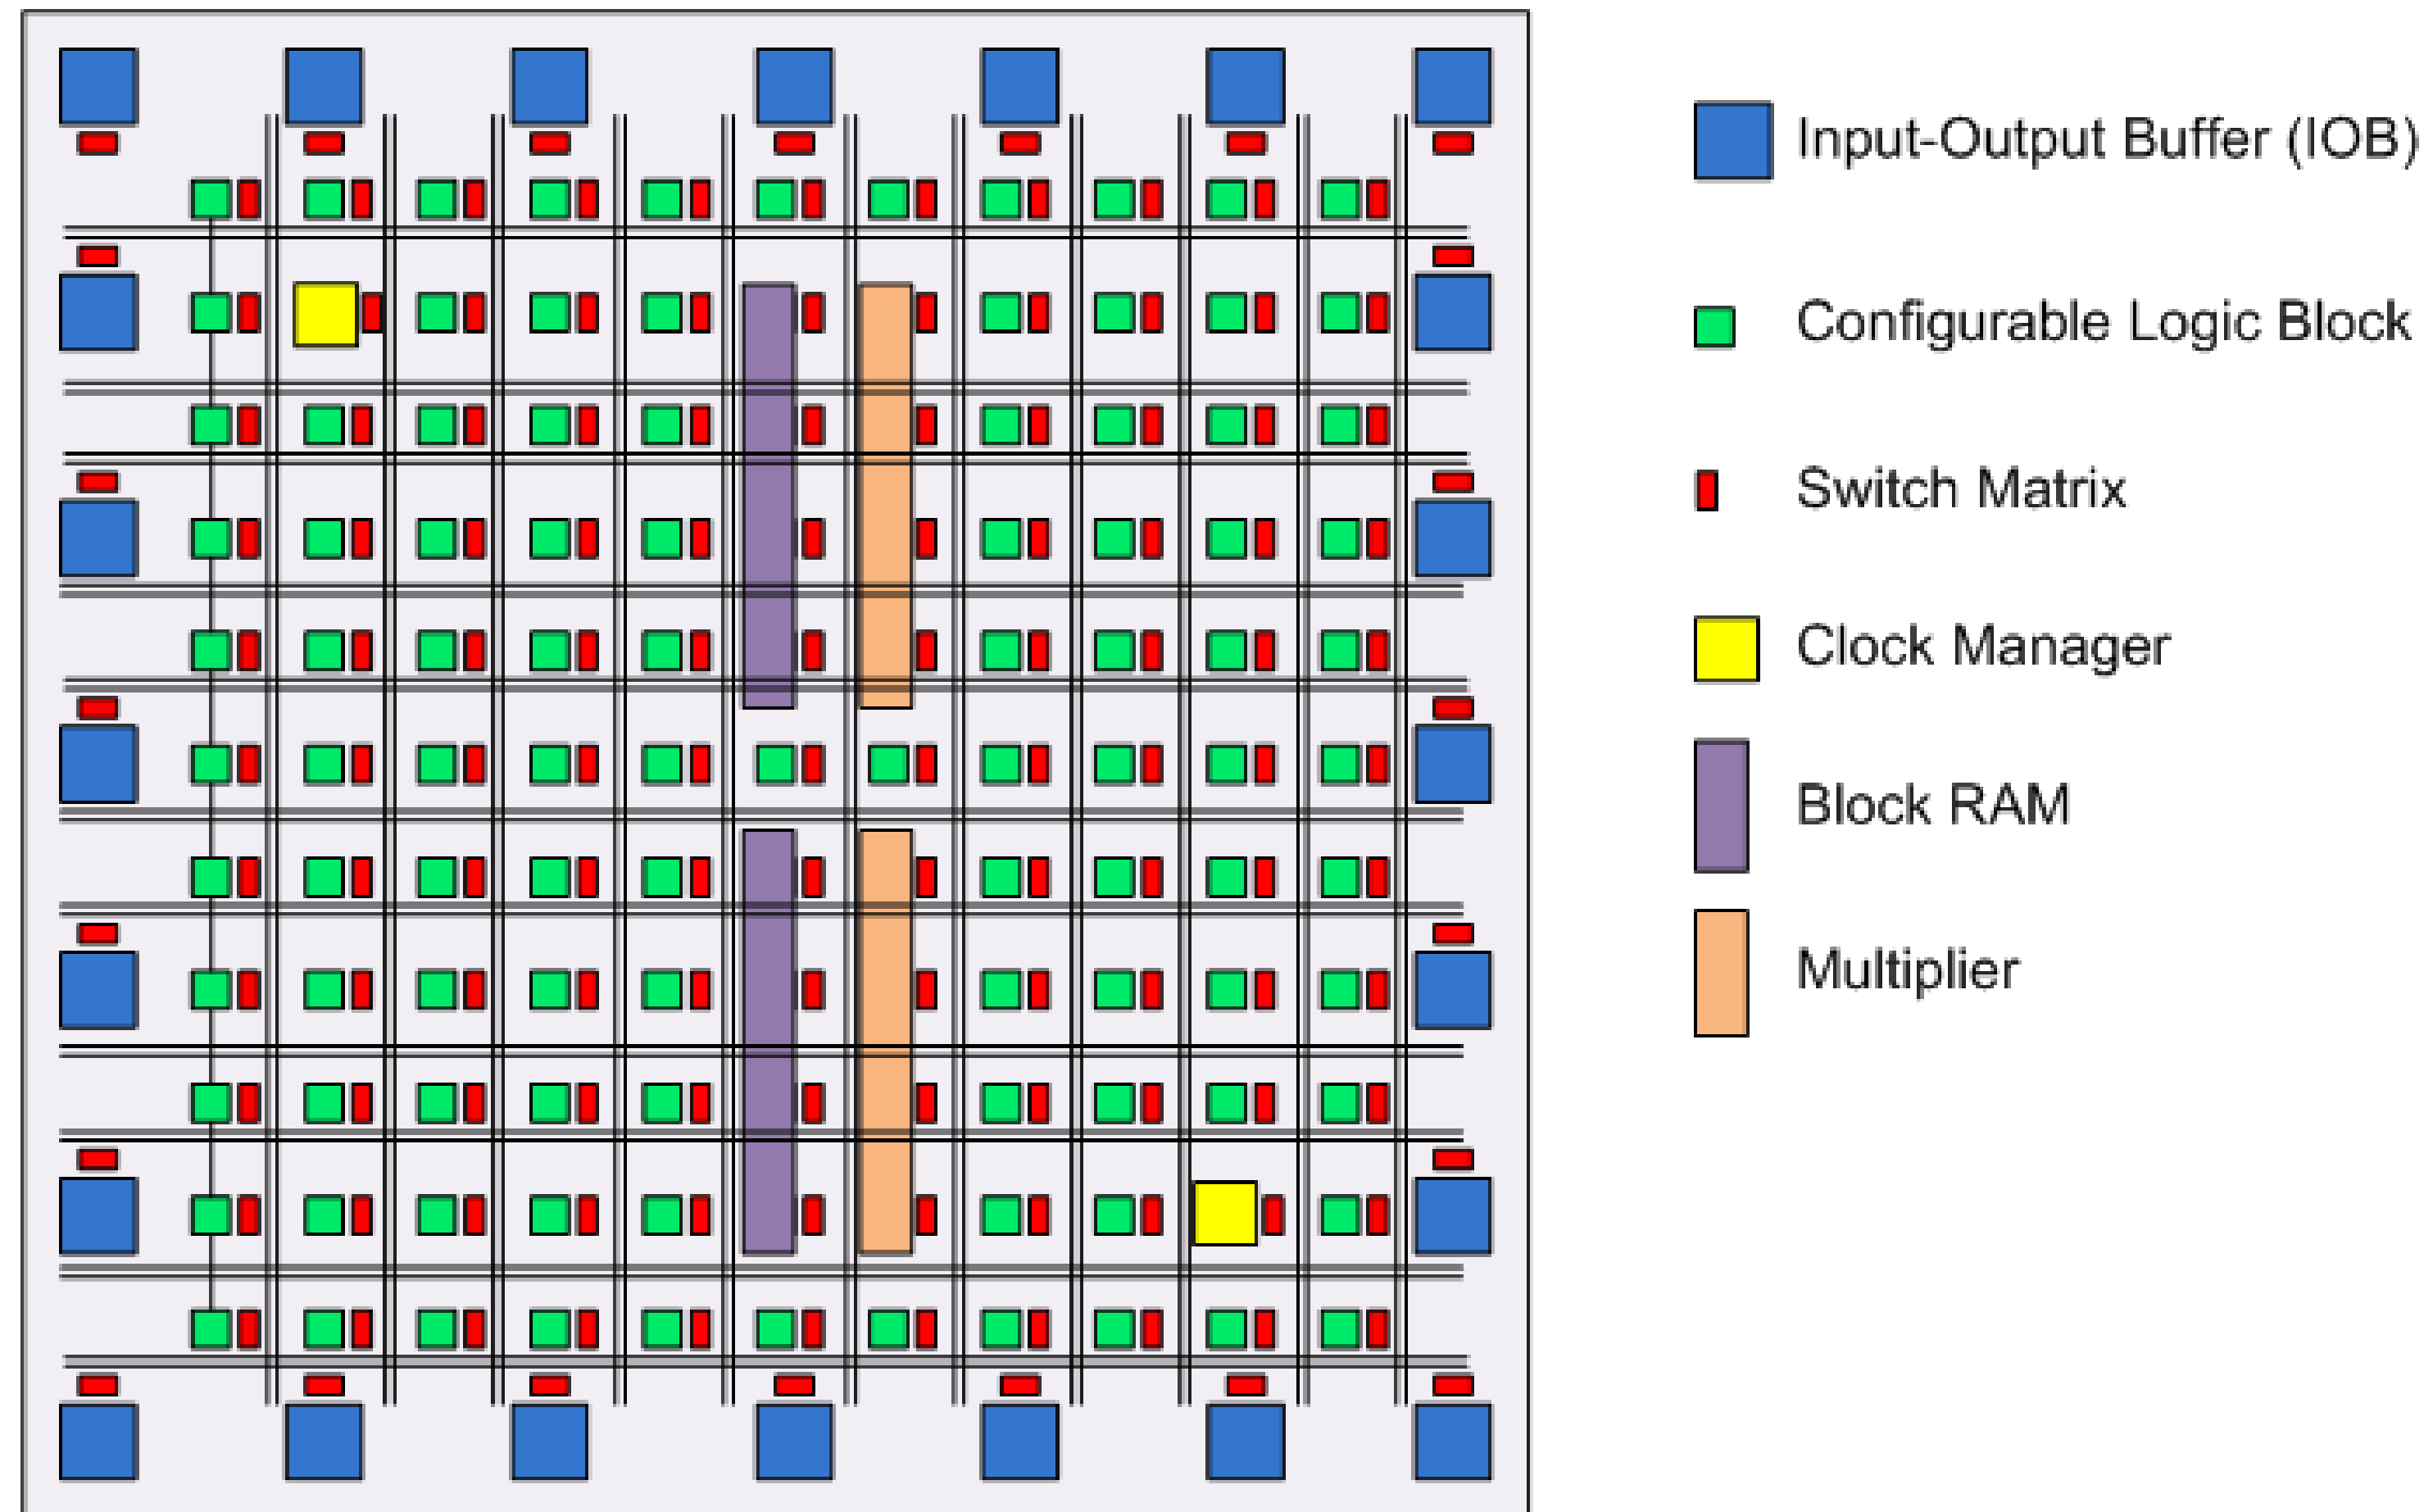 Input-Output Buffer (IOB)
Configurable Logic Block
Switch Matrix
Clock Manager
Block RAM
Multiplier